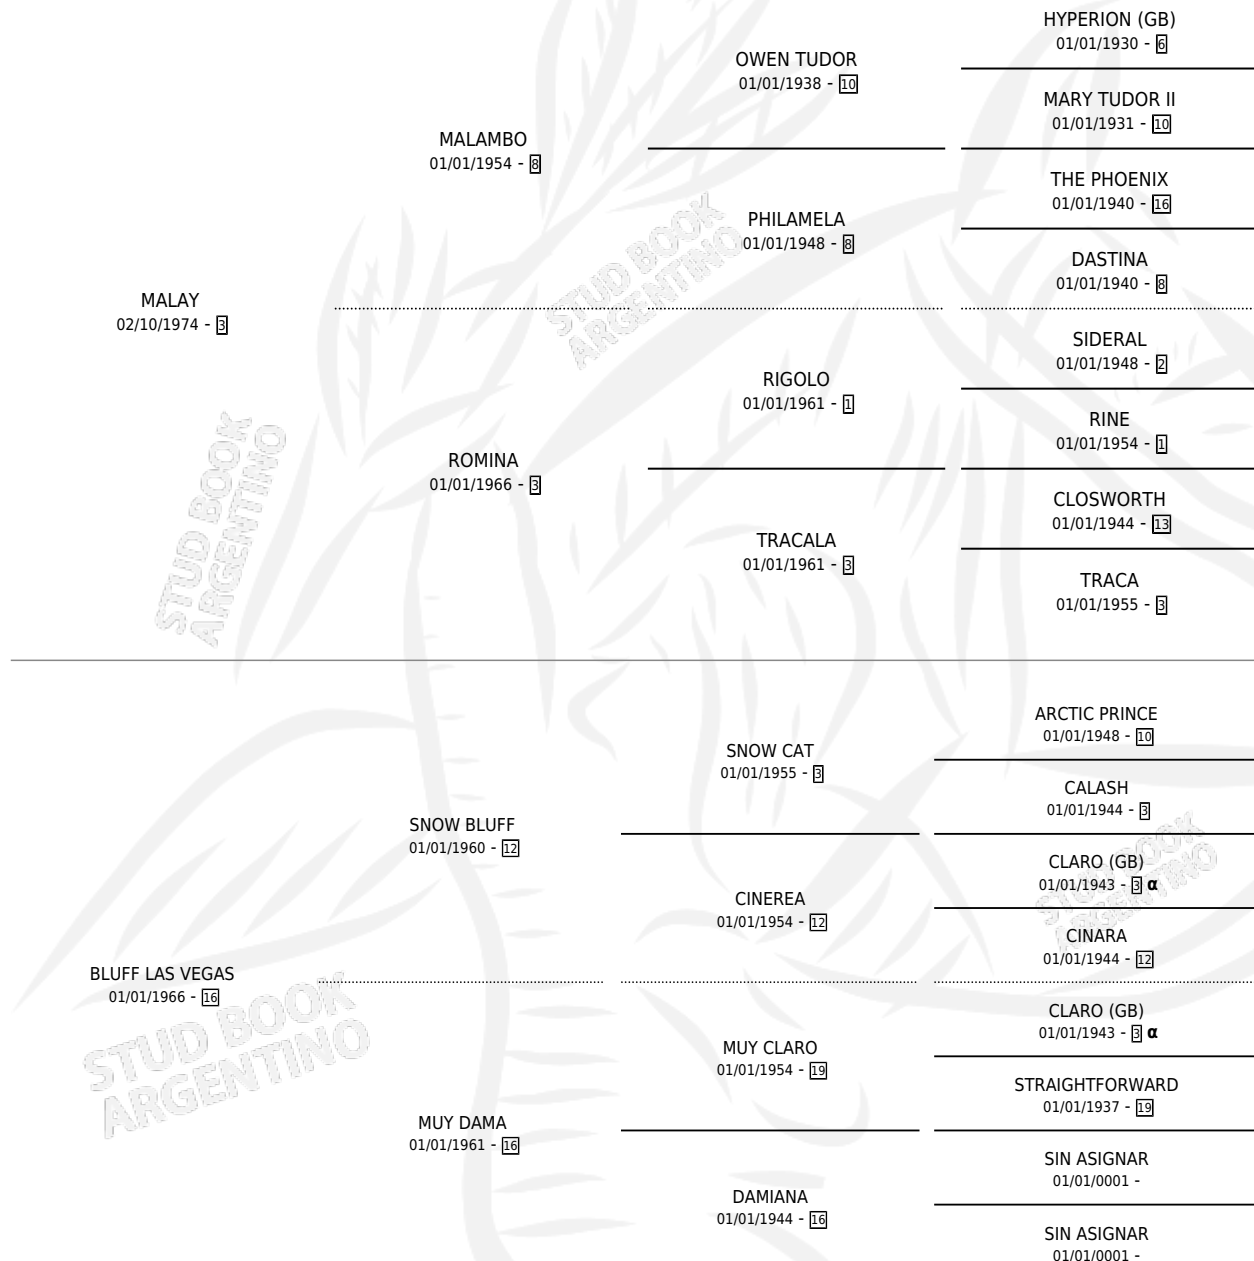 HYPERION (GB)
01/01/1930 - 6
OWEN TUDOR
01/01/1938 - 10
MARY TUDOR II
01/01/1931 - 10
MALAMBO
01/01/1954 - 8
THE PHOENIX
01/01/1940 - 16
PHILAMELA
01/01/1948 - 8
DASTINA
01/01/1940 - 8
MALAY
02/10/1974 - 3
SIDERAL
01/01/1948 - 2
RIGOLO
01/01/1961 - 1
RINE
01/01/1954 - 1
ROMINA
01/01/1966 - 3
CLOSWORTH
01/01/1944 - 13
TRACALA
01/01/1961 - 3
TRACA
01/01/1955 - 3
STUD BOOK
ARGENTINO
STUD BOOK
ARGENTINO
ARCTIC PRINCE
01/01/1948 - 10
SNOW CAT
01/01/1955 - 3
CALASH
01/01/1944 - 3
SNOW BLUFF
01/01/1960 - 12
CLARO (GB)
01/01/1943 - 3 α
CINEREA
01/01/1954 - 12
CINARA
01/01/1944 - 12
BLUFF LAS VEGAS
01/01/1966 - 16
CLARO (GB)
01/01/1943 - 3 α
MUY CLARO
01/01/1954 - 19
STRAIGHTFORWARD
01/01/1937 - 19
MUY DAMA
01/01/1961 - 16
SIN ASIGNAR
01/01/0001 -
DAMIANA
01/01/1944 - 16
SIN ASIGNAR
01/01/0001 -
STUD BOOK
ARGENTINO
STUD BOOK
ARGENTINO